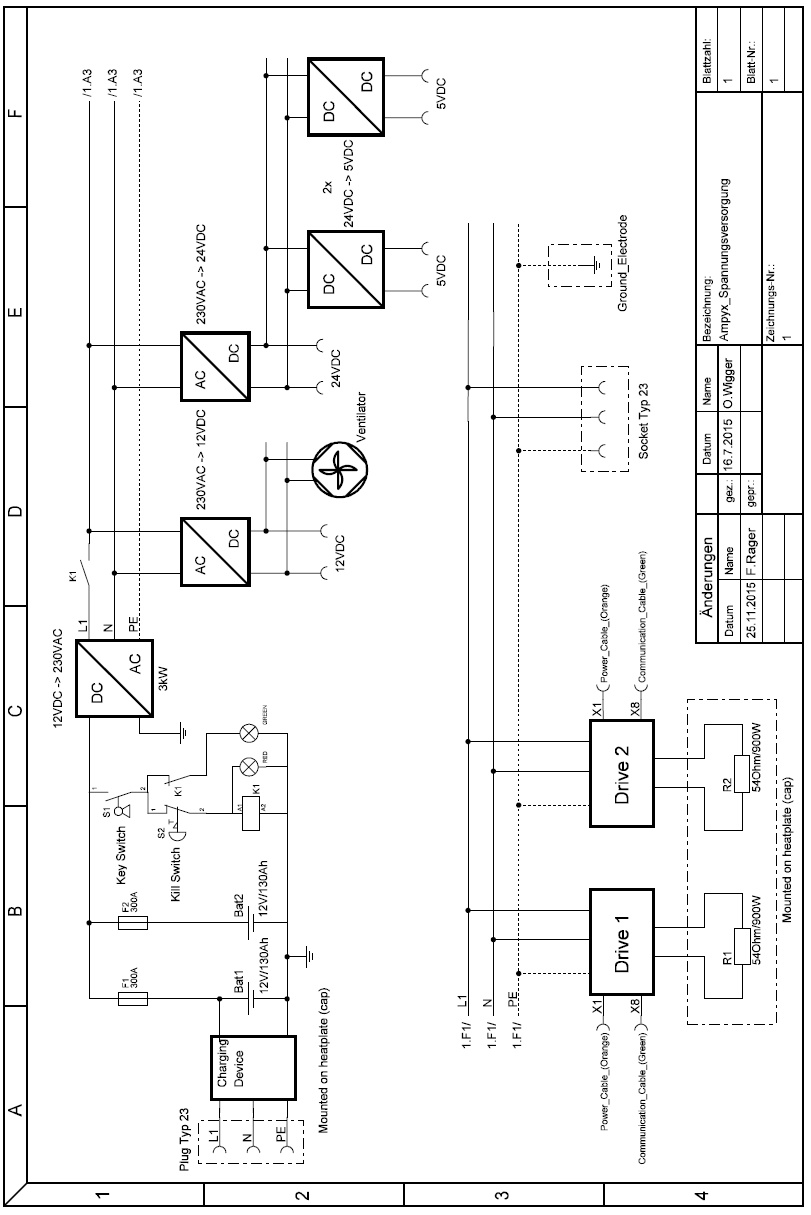 A
B
C
D
E
F
1
2
3
4
Plug Typ 23
L1
N
PE
Charging
Device
Mounted on heatplate (cap)
F1
300A
F2
300A
Bat1
12V/130Ah
Bat2
12V/130Ah
Key Switch
S1
1
2
Kill Switch
S2
T
1
2
K1
A1
A2
K1
RED
GREEN
12VDC -> 230VAC
DC
AC
3kW
L1
N
PE
K1
230VAC -> 12VDC
AC
DC
12VDC
Ventilator
230VAC -> 24VDC
AC
DC
24VDC
DC
DC
5VDC
2x
24VDC -> 5VDC
DC
DC
5VDC
/1.A3
/1.A3
/1.A3
1.F1/
L1
1.F1/
N
1.F1/
PE
Power_Cable_(Orange)
X1
Communication_Cable_(Green)
X8
Drive 1
R1
54Ohm/900W
Drive 2
X1
Power_Cable_(Orange)
X8
Communication_Cable_(Green)
R2
54Ohm/900W
Mounted on heatplate (cap)
Socket Typ 23
Ground_Electrode
Änderungen
Datum
Name
25.11.2015
F.Rager
Datum
Name
gez.:
16.7.2015
O.Wigger
gepr.:
Bezeichnung:
Ampyx_Spannungsversorgung
Zeichnungs-Nr.:
1
Blattzahl:
1
Blatt-Nr.:
1